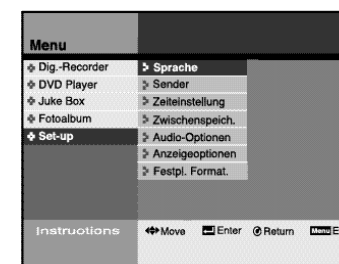 Menu
Dig.-Recorder
DVD Player
Juke Box
Fotoalbum
Set-up
Sprache
Sender
Zeiteinstellung
Zwischenspeich.
Audio-Optionen
Anzeigeoptionen
Festpl. Format.
Instructions Move Enter Return Menu E